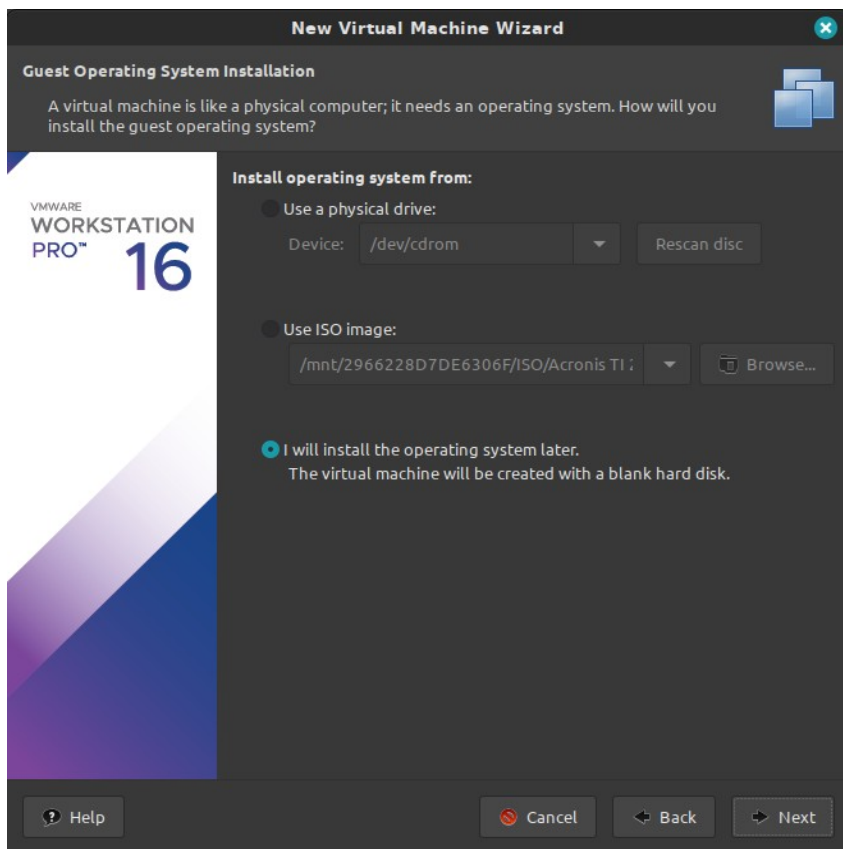 New Virtual Machine Wizard
Guest Operating System Installation
A virtual machine is like a physical computer; it needs an operating system. How will you
install the guest operating system?
VMWARE
WORKSTATION
PRO™ 16
Install operating system from:
Use a physical drive:
Device: /dev/cdrom Rescan disc
Use ISO image:
/mnt/2966228D7DE6306F/ISO/Acronis TI Browse...
I will install the operating system later.
The virtual machine will be created with a blank hard disk.
Help Cancel Back Next